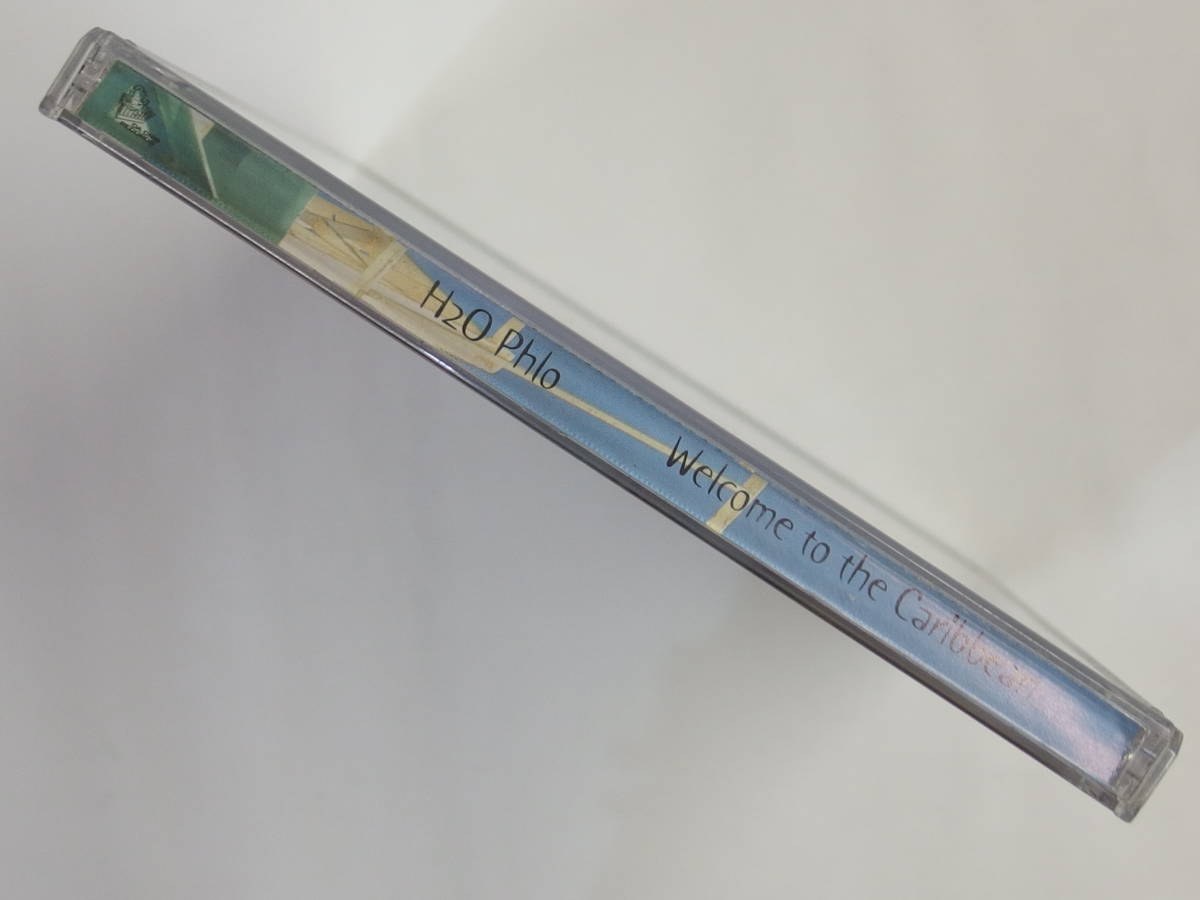 H2O Phlo
Welcome to the Caribbean